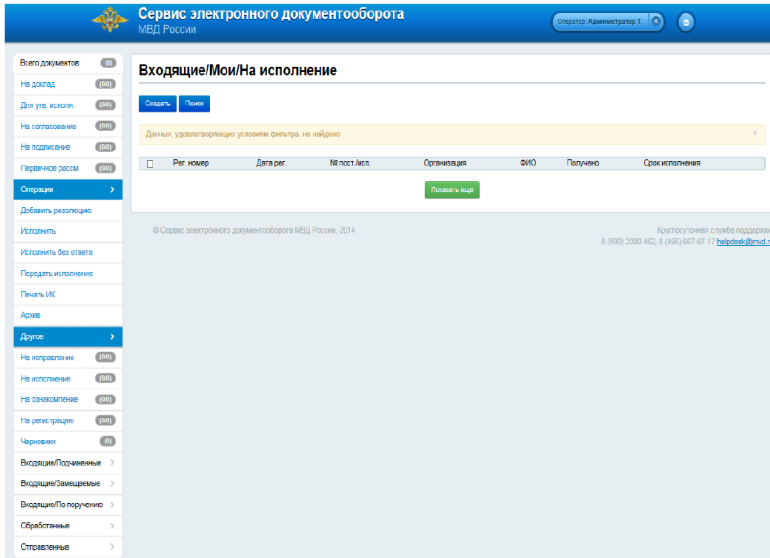 Сервис электронного документооборота
МВД России
Оператор: Администратор Т.
Всего документов: (0)
На доклад (0/0)
Для утв. исполн. (0/0)
На согласование (0/0)
На подписание (0/0)
Первичное рассм. (0/0)
Операции
Добавить резолюцию
Исполнить
Исполнить без ответа
Передать исполнение
Печать ИК
Архив
Другое
На исправление (0/0)
На исполнение (0/0)
На ознакомление (0/0)
На регистрацию (0/0)
Черновики (0)
Входящие/Подчиненные
Входящие/Замещаемые
Входящие/По поручению
Обработанные
Отправленные
Входящие/Мои/На исполнение
Создать Поиск
Данных, удовлетворяющих условиям фильтра, не найдено ×
Рег. номер Дата рег. № пост./исп. Организация ФИО Получено Срок исполнения
Показать еще
© Сервис электронного документооборота МВД России, 2014
Круглосуточная служба поддержки
helpdesk@mvd.r